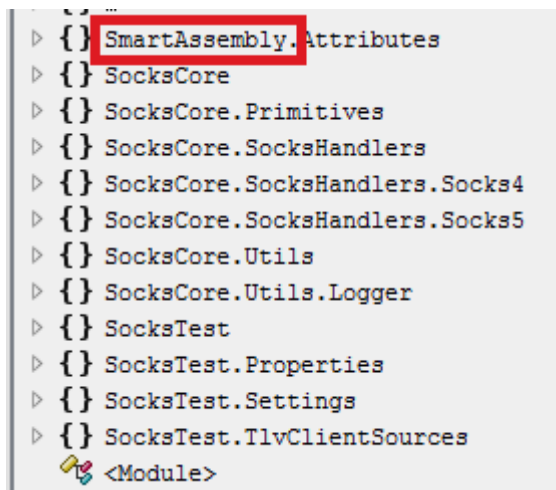 {} SmartAssembly.Attributes
{} SocksCore
{} SocksCore.Primitives
{} SocksCore.SocksHandlers
{} SocksCore.SocksHandlers.Socks4
{} SocksCore.SocksHandlers.Socks5
{} SocksCore.Utils
{} SocksCore.Utils.Logger
{} SocksTest
{} SocksTest.Properties
{} SocksTest.Settings
{} SocksTest.TlvClientSources
<Module>